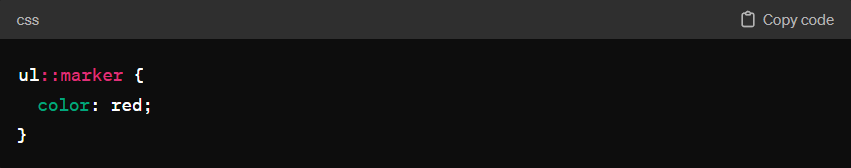 css
Copy code
ul::marker {
  color: red;
}